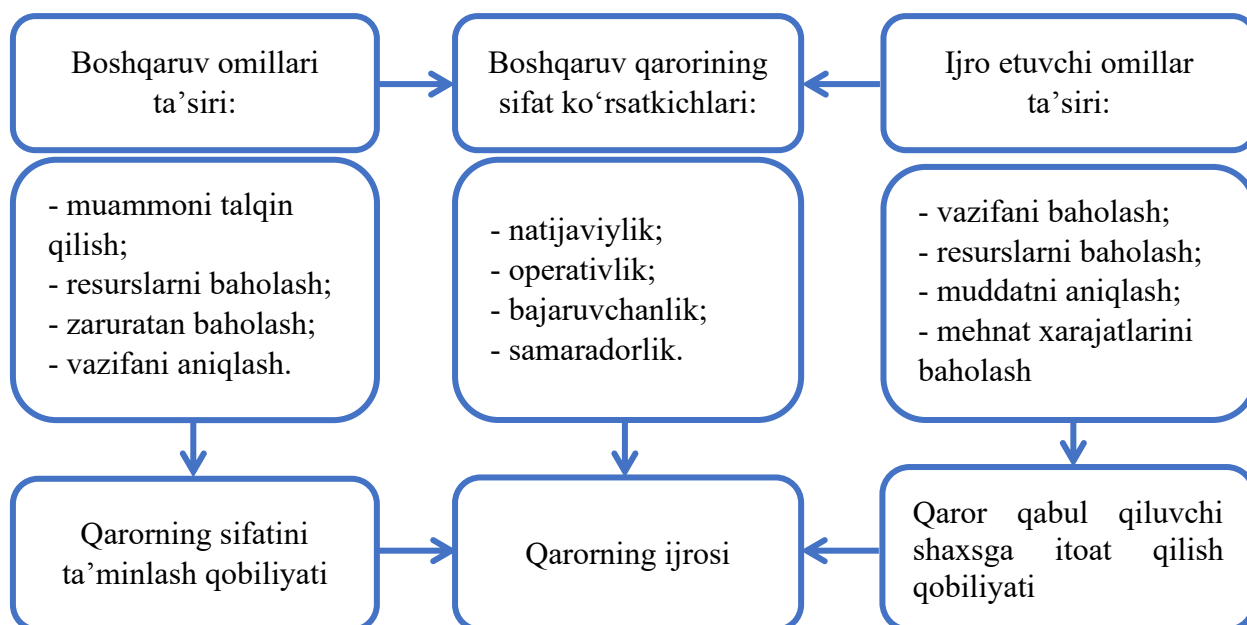 Boshqaruv omillari
ta’siri:
Boshqaruv qarorining
sifat ko‘rsatkichlari:
Ijro etuvchi omillar
ta’siri:
- muammoni talqin
qilish;
- resurslarni baholash;
- zaruratan baholash;
- vazifani aniqlash.
- natijaviylik;
- operativlik;
- bajaruvchanlik;
- samaradorlik.
- vazifani baholash;
- resurslarni baholash;
- muddatni aniqlash;
- mehnat xarajatlarini
baholash
Qarorning sifatini
ta’minlash qobiliyati
Qarorning ijrosi
Qaror qabul qiluvchi
shaxsga itoat qilish
qobiliyati